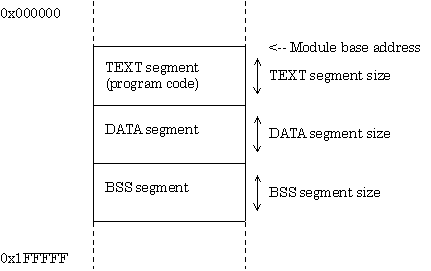 0x000000
<-- Module base address
TEXT segment
(program code)
TEXT segment size
DATA segment
DATA segment size
BSS segment
BSS segment size
0x1FFFFF